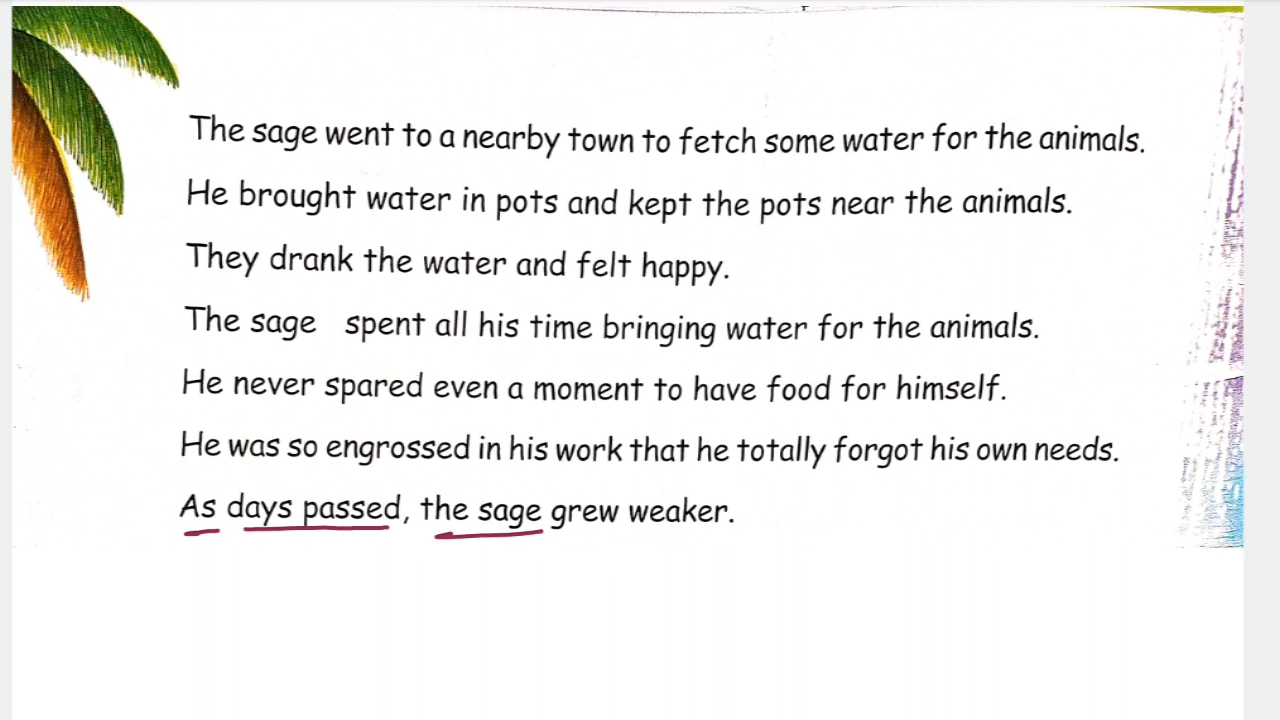 The sage went to a nearby town to fetch some water for the animals.
He brought water in pots and kept the pots near the animals.
They drank the water and felt happy.
The sage spent all his time bringing water for the animals.
He never spared even a moment to have food for himself.
He was so engrossed in his work that he totally forgot his own needs.
As days passed, the sage grew weaker.